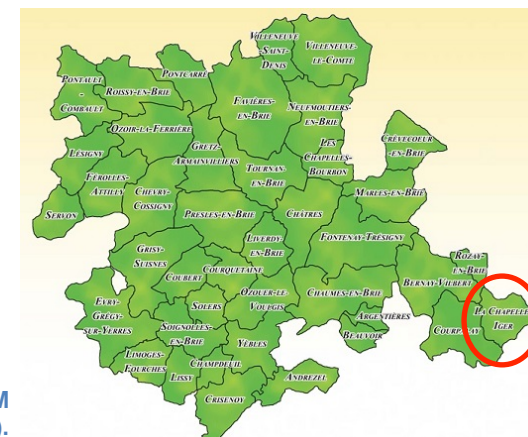 VILLENEUVE
SAINT-
DENIS
VILLENEUVE
-LE-COMTE
PONTAULT
-
COMBAULT
PONTCARRÉ
ROISSY-EN-BRIE
FAVIÈRES
-EN-BRIE
NEUFMOUTIERS
-EN-BRIE
OZOIR-LA-FERRIÈRE
GRETZ-
ARMAINVILLIERS
LES
CHAPELLES-
BOURBON
CRÈVECOEUR
-EN-BRIE
LÉSIGNY
FÉROLLES-
ATTILLY
CHEVRY-
COSSIGNY
TOURNAN-
EN-BRIE
MARLES-EN-BRIE
SERVON
PRESLES-EN-BRIE
CHÂTRES
LIVERDY-
EN-BRIE
FONTENAY-TRÉSIGNY
GRISY-
SUISNES
COUBERT
COURQUETAINE
ROZAY-
EN-BRIE
BERNAY-VILBERT
EVRY-
GRÉGY-
SUR-YERRES
SOLERS
OZOUER-LE-
VOULGIS
CHAUMES-EN-BRIE
ARGENTIÈRES
BEAUVOIR
LA CHAPELLE
IGER
COURPALAY
SOIGNOLLES-
EN-BRIE
YÈBLES
LIMOGES-
FOURCHES
LISSY
CHAMPDEUIL
CRISENOY
ANDREZEL
M
).